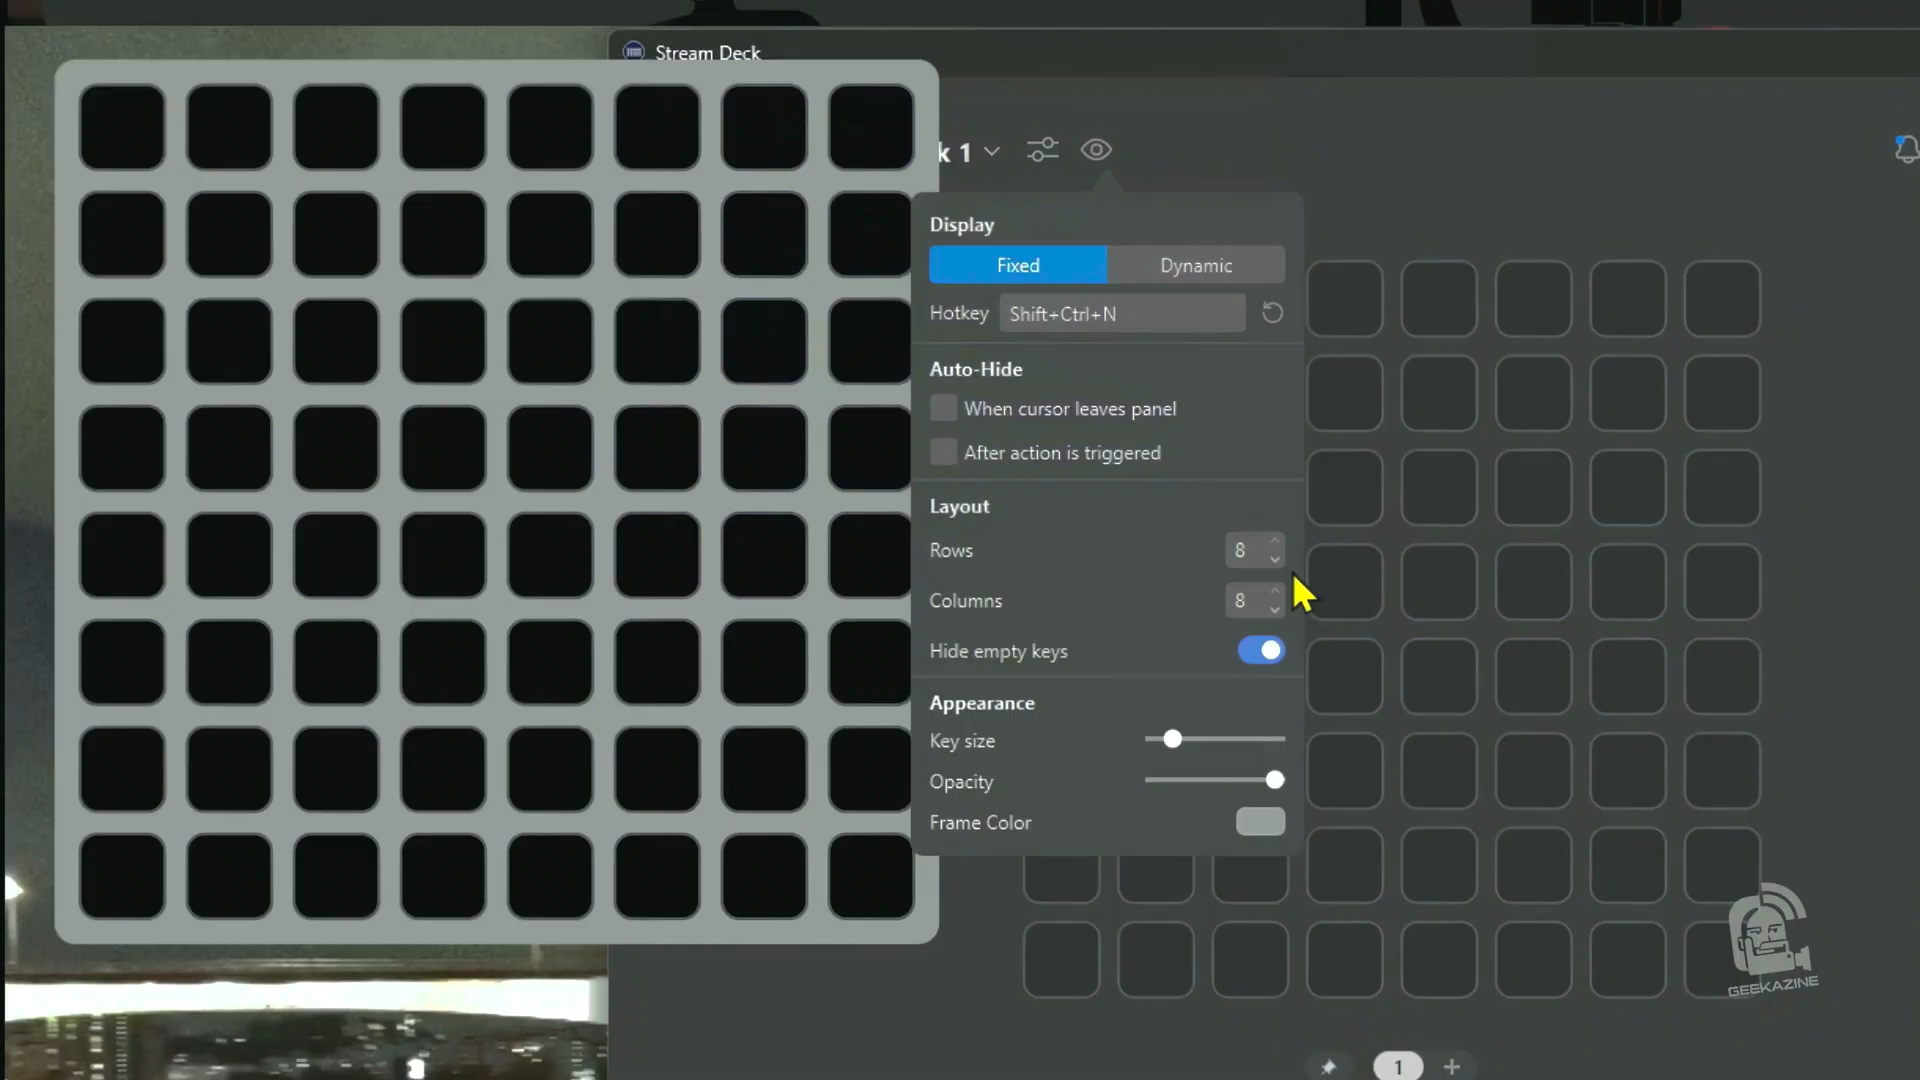 Stream Deck
k 1
Display
Fixed
Dynamic
Hotkey
Shift+Ctrl+N
Auto-Hide
When cursor leaves panel
After action is triggered
Layout
Rows
8
Columns
8
Hide empty keys
Appearance
Key size
Opacity
Frame Color
GEEKAZINE
1